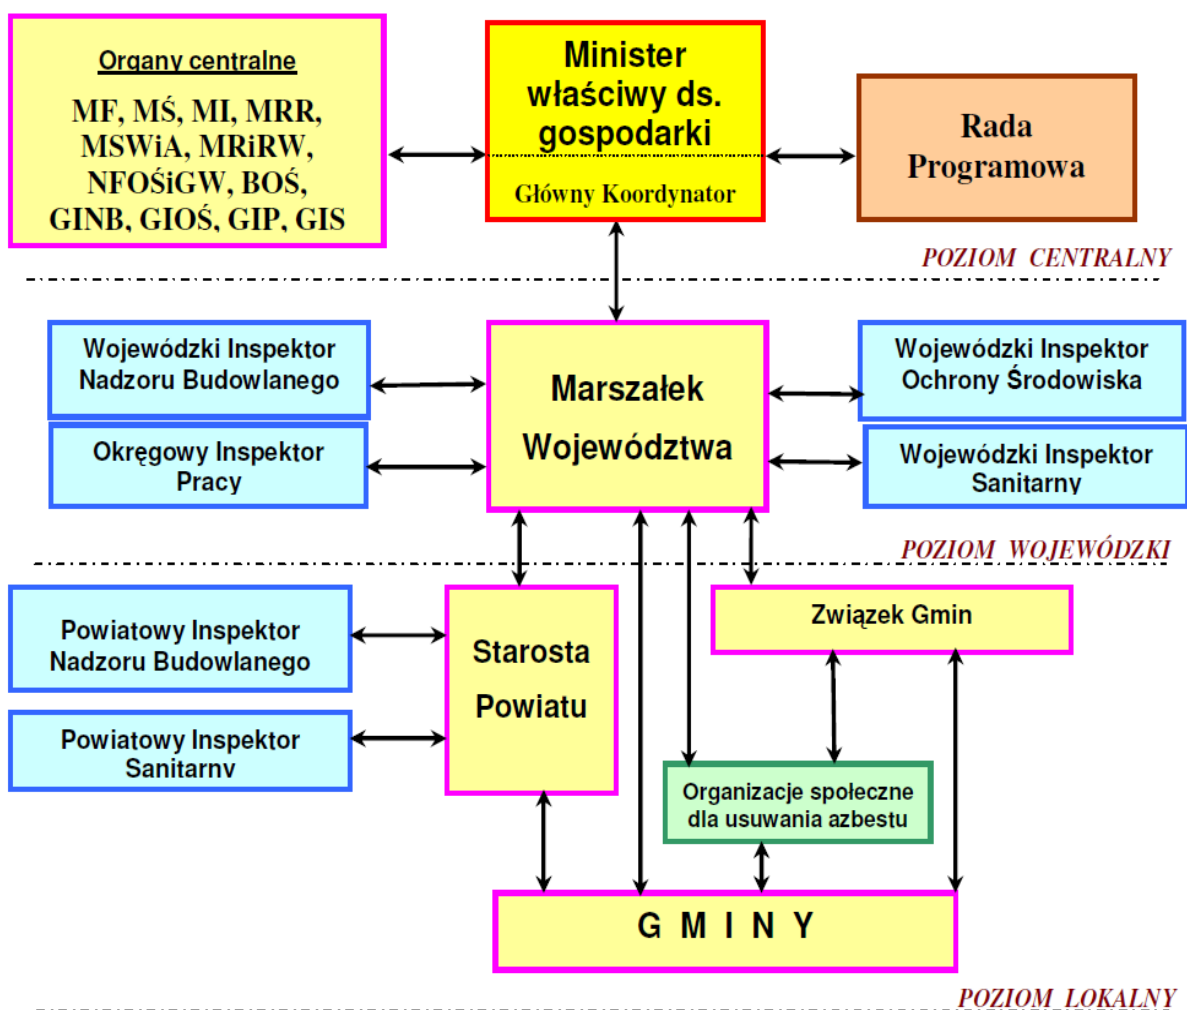 Organy centralne
MF, MŚ, MI, MRR,
MSWiA, MRiRW,
NFOŚiGW, BOŚ,
GINB, GIOŚ, GIP, GIS
Minister
właściwy ds.
gospodarki
Główny Koordynator
Rada
Programowa
POZIOM CENTRALNY
Wojewódzki Inspektor
Nadzoru Budowlanego
Okręgowy Inspektor
Pracy
Marszałek
Województwa
Wojewódzki Inspektor
Ochrony Środowiska
Wojewódzki Inspektor
Sanitarny
POZIOM WOJEWÓDZKI
Powiatowy Inspektor
Nadzoru Budowlanego
Powiatowy Inspektor
Sanitarny
Starosta
Powiatu
Związek Gmin
Organizacje społeczne
dla usuwania azbestu
G M I N Y
POZIOM LOKALNY